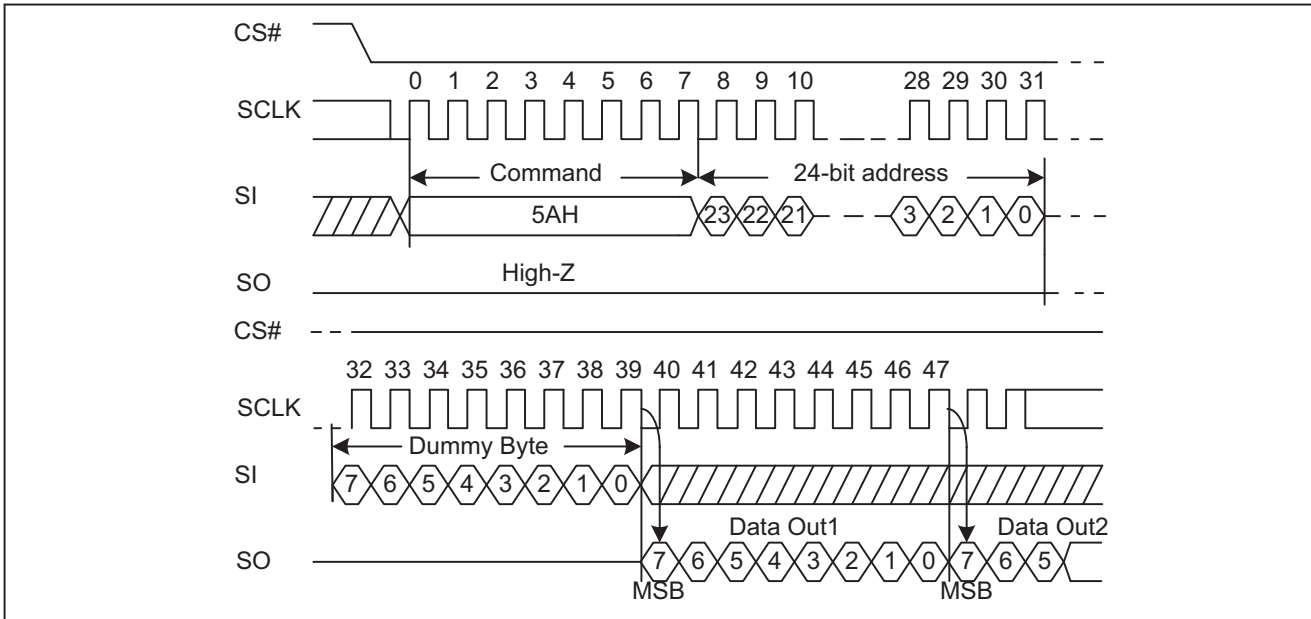 CS#
0 1 2 3 4 5 6 7 8 9 10 28 29 30 31
SCLK
Command 24-bit address
SI
5AH 23 22 21 3 2 1 0
High-Z
SO
CS#
32 33 34 35 36 37 38 39 40 41 42 43 44 45 46 47
SCLK
Dummy Byte
SI
7 6 5 4 3 2 1 0
Data Out1 Data Out2
SO
7 6 5 4 3 2 1 0 7 6 5
MSB MSB